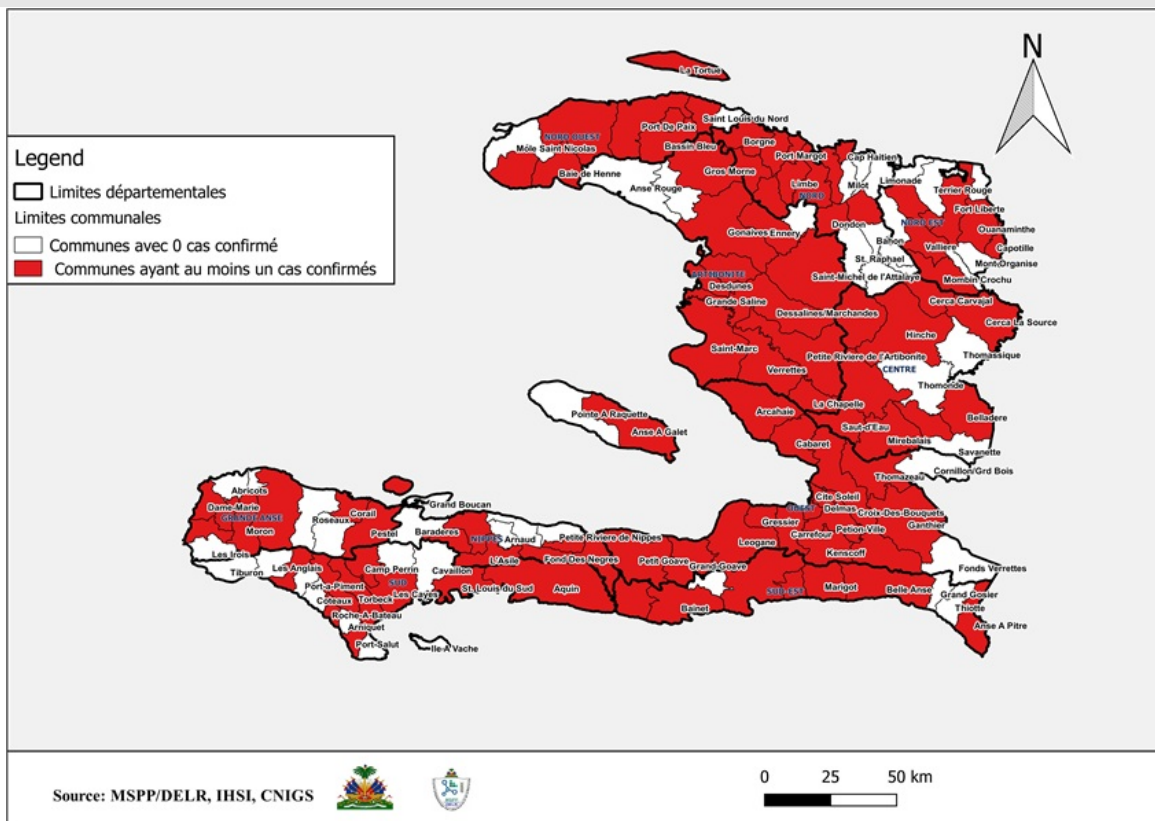 N
Legend
Limites départementales
Limites communales
Communes avec 0 cas confirmé
Communes ayant au moins un cas confirmés
La Tortue
Saint Louis du Nord
Port De Paix
NORD OUEST
Môle Saint Nicolas
Bassin Bleu
Borgne
Port Margot
Cap Haitien
Baie de Henne
Gros Morne
Limbe
Milot
Limonade
Terrier Rouge
Anse Rouge
NORD
Fort Liberte
Gonaives
Ennery
Dondon
NORD EST
Ouanaminthe
Bahon
Valliere
Capotille
St. Raphael
Mont Organise
ARTIBONITE
Saint-Michel de l'Attalaye
Mombin Crochu
Desdunes
Grande Saline
Cerca Carvajal
Dessalines/Marchandes
Cerca La Source
Hinche
Saint-Marc
Petite Riviere de l'Artibonite
Thomassique
Verrettes
CENTRE
Thomonde
La Chapelle
Pointe A Raquette
Arcahaie
Belladere
Anse A Galet
Saut-d'Eau
Cabaret
Mirebalais
Savanette
Thomazeau
Cornillon/Grd Bois
Abricots
Grand Boucan
Cite Soleil
Dame-Marie
Corail
OUEST
Delmas
GRANDE ANSE
Roseaux
Croix-Des-Bouquets
Moron
Pestel
Baraderes
Gressier
Petion Ville
Ganthier
NIPPES
Arnaud
Petite Riviere de Nippes
Leogane
Carrefour
Les Irois
L'Asile
Fond Des Negres
Petit Goave
Kenscoff
Tiburon
Les Anglais
Camp Perrin
Cavaillon
Grand-Goave
Fonds Verrettes
Port-a-Piment
SUD
St. Louis du Sud
Aquin
SUD EST
Marigot
Belle Anse
Grand Gosier
Coteaux
Torbeck
Les Cayes
Bainet
Thiotte
Roche-A-Bateau
Arniquet
Anse A Pitre
Port-Salut
Ile-A Vache
Source: MSPP/DELR, IHSI, CNIGS
0 25 50 km